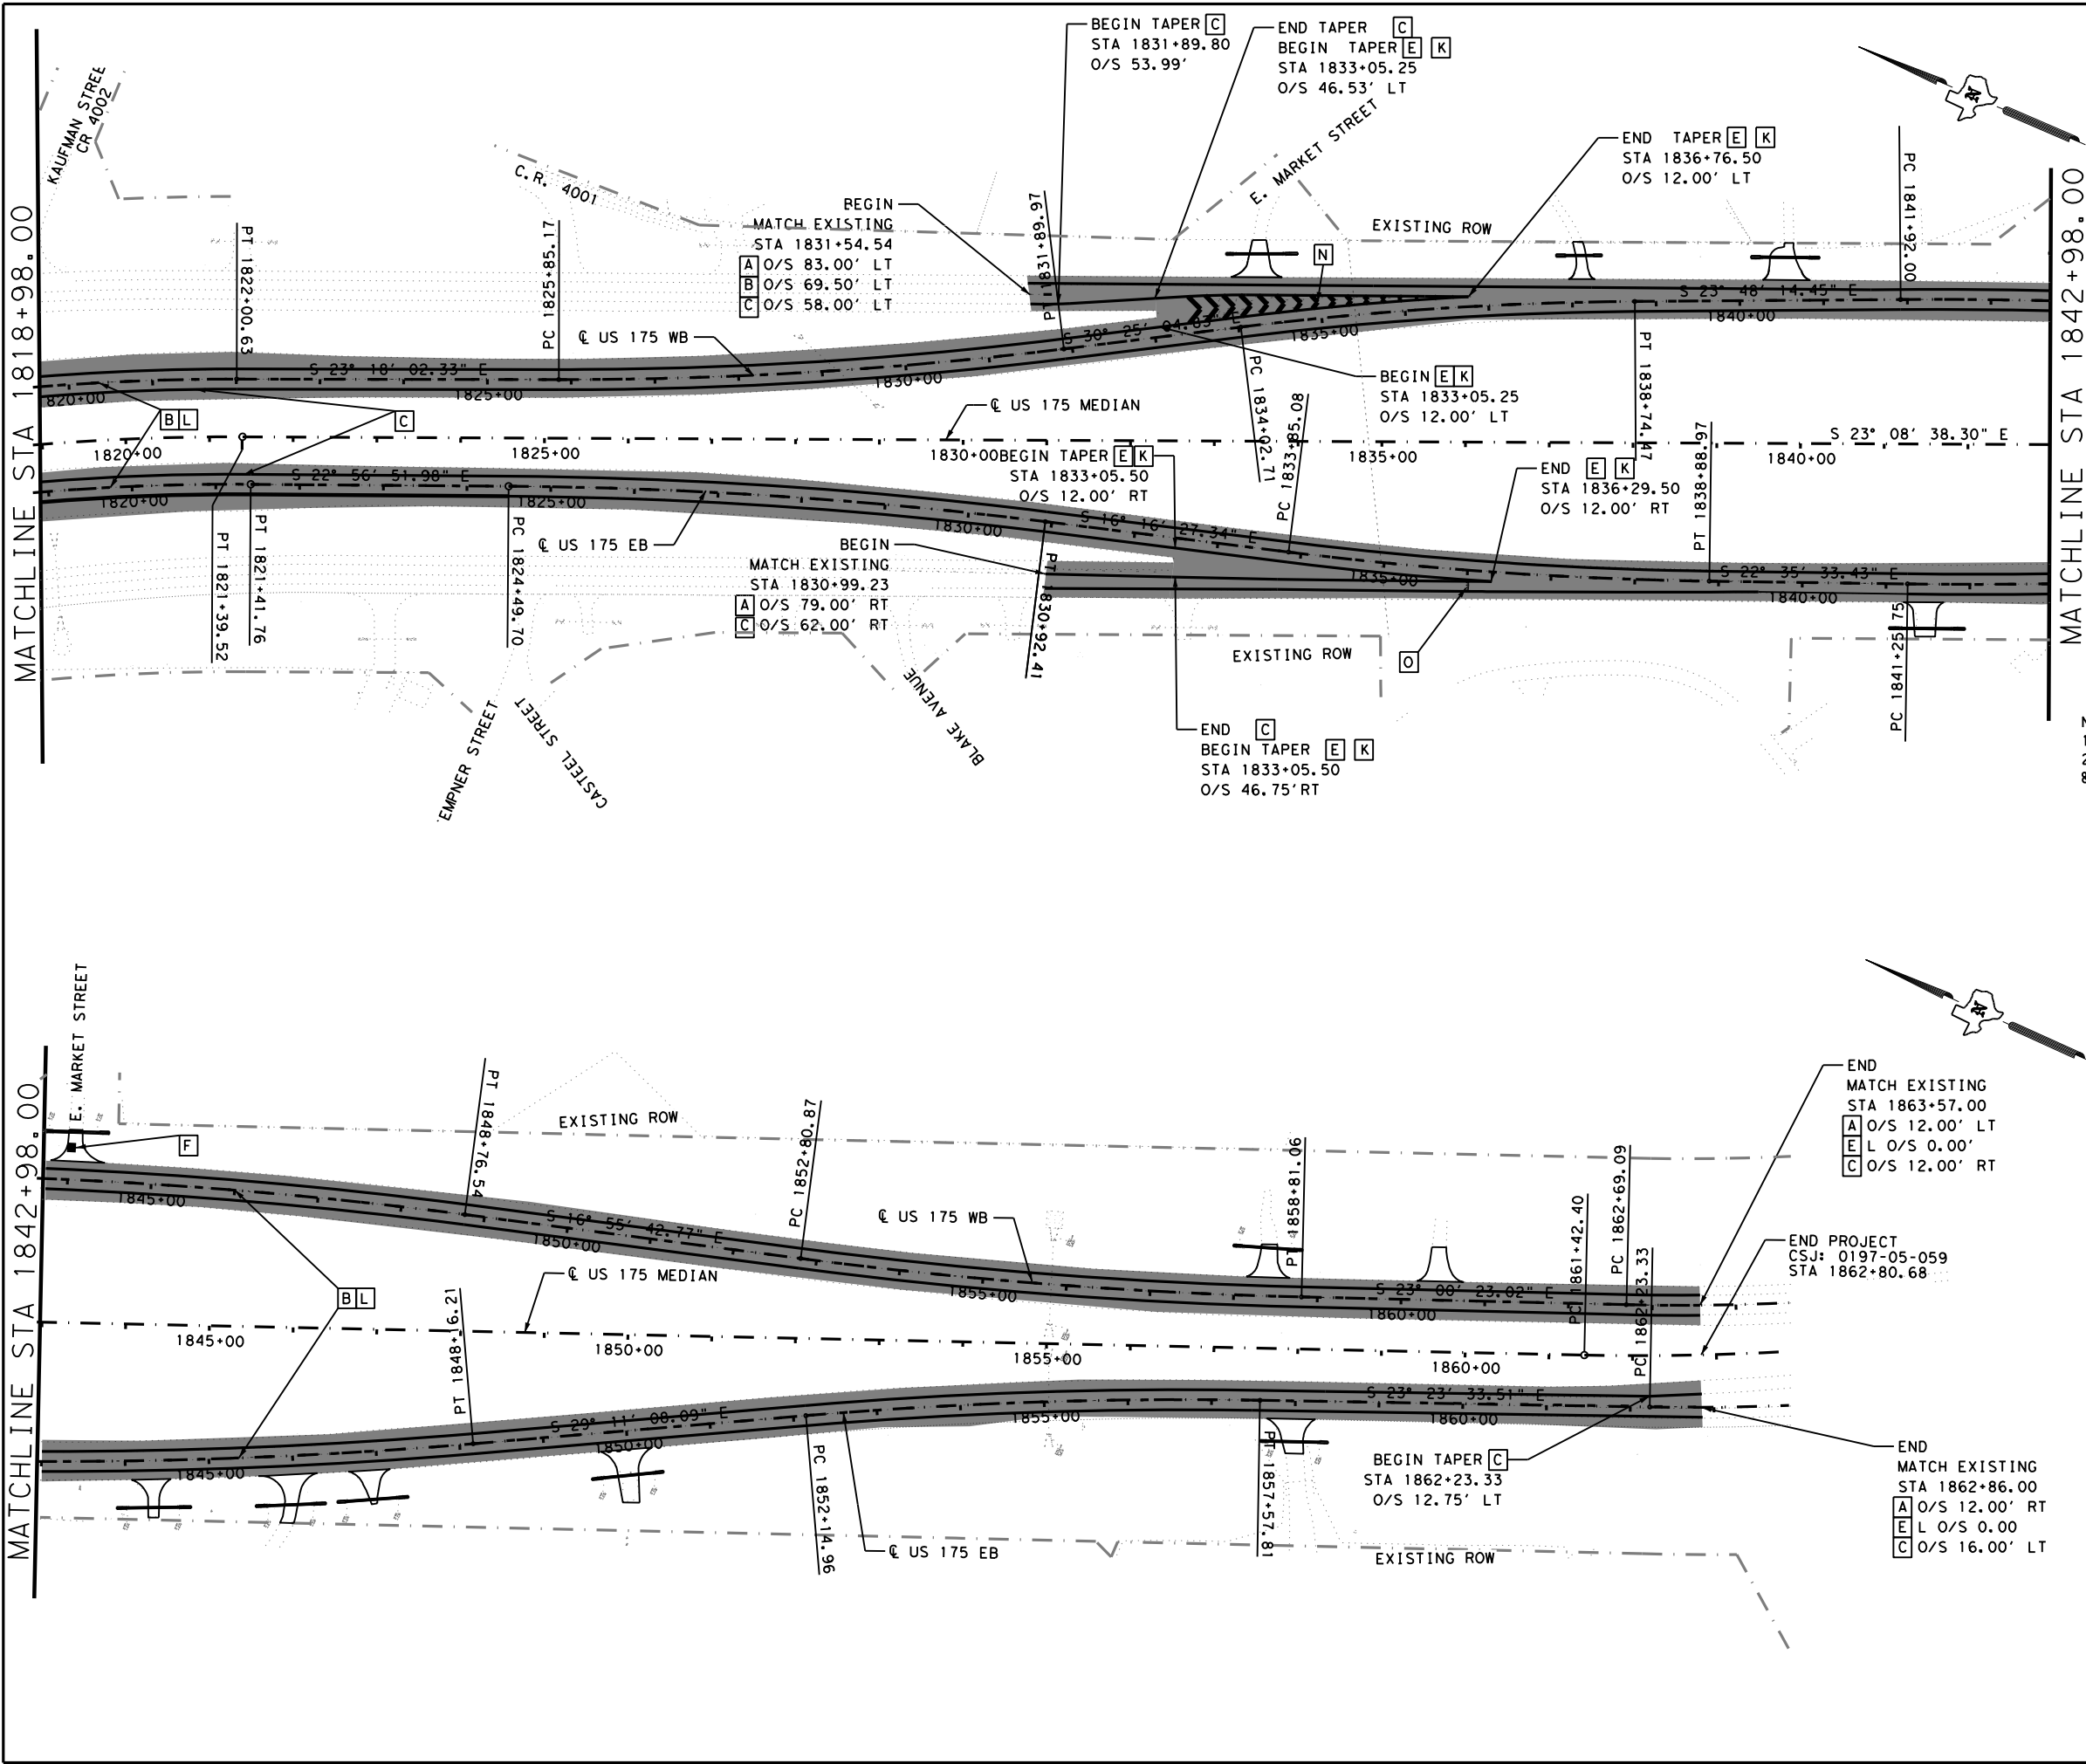 BEGIN TAPER C
STA 1831+89.80
O/S 53.99'
END TAPER C
BEGIN TAPER E K
STA 1833+05.25
O/S 46.53' LT
KAUFMAN STREE
CR 4002
C.R. 4001
E. MARKET STREET
END TAPER E K
STA 1836+76.50
O/S 12.00' LT
N
MATCHLINE STA 1818+98.00
MATCHLINE STA 1842+98.00
BEGIN
MATCH EXISTING
STA 1831+54.54
A O/S 83.00' LT
B O/S 69.50' LT
C O/S 58.00' LT
EXISTING ROW
N
PT 1822+00.63
PC 1825+85.17
PT 1831+89.97
PC 1841+92.00
S 23° 48' 14.45" E
1840+00
S 30° 25' 04.83" E
1835+00
℄ US 175 WB
S 23° 18' 02.33" E
1830+00
1825+00
820+00
BEGIN E K
STA 1833+05.25
O/S 12.00' LT
PC 1834+02.71
PC 1833+85.08
PT 1838+74.47
PT 1838+88.97
B L
C
℄ US 175 MEDIAN
S 23° 08' 38.30" E
1820+00
1825+00
1830+00
1835+00
1840+00
BEGIN TAPER E K
STA 1833+05.50
O/S 12.00' RT
END E K
STA 1836+29.50
O/S 12.00' RT
S 22° 56' 51.98" E
1820+00
1825+00
1830+00
S 16° 16' 27.34" E
1835+00
S 22° 35' 33.43" E
1840+00
PT 1821+39.52
PT 1821+41.76
PC 1824+49.70
℄ US 175 EB
BEGIN
MATCH EXISTING
STA 1830+99.23
A O/S 79.00' RT
C O/S 62.00' RT
PT 1830+92.41
PC 1841+25.75
EXISTING ROW
O
EMPNER STREET
CASTEEL STREET
BLAKE AVENUE
END C
BEGIN TAPER E K
STA 1833+05.50
O/S 46.75'RT
E. MARKET STREET
N
MATCHLINE STA 1842+98.00
F
EXISTING ROW
PT 1848+76.54
PC 1852+80.87
PT 1858+81.06
PC 1861+42.40
PC 1862+69.09
PC 1862+23.33
END
MATCH EXISTING
STA 1863+57.00
A O/S 12.00' LT
E L O/S 0.00'
C O/S 12.00' RT
END PROJECT
CSJ: 0197-05-059
STA 1862+80.68
1845+00
S 16° 55' 42.77" E
1850+00
℄ US 175 WB
1855+00
S 23° 00' 23.02" E
1860+00
B L
℄ US 175 MEDIAN
1845+00
1850+00
1855+00
1860+00
PT 1848+16.21
1845+00
S 29° 11' 08.09" E
1850+00
1855+00
S 23° 23' 33.51" E
1860+00
PC 1852+14.96
℄ US 175 EB
PT 1857+57.81
BEGIN TAPER C
STA 1862+23.33
O/S 12.75' LT
END
MATCH EXISTING
STA 1862+86.00
A O/S 12.00' RT
E L O/S 0.00
C O/S 16.00' LT
EXISTING ROW